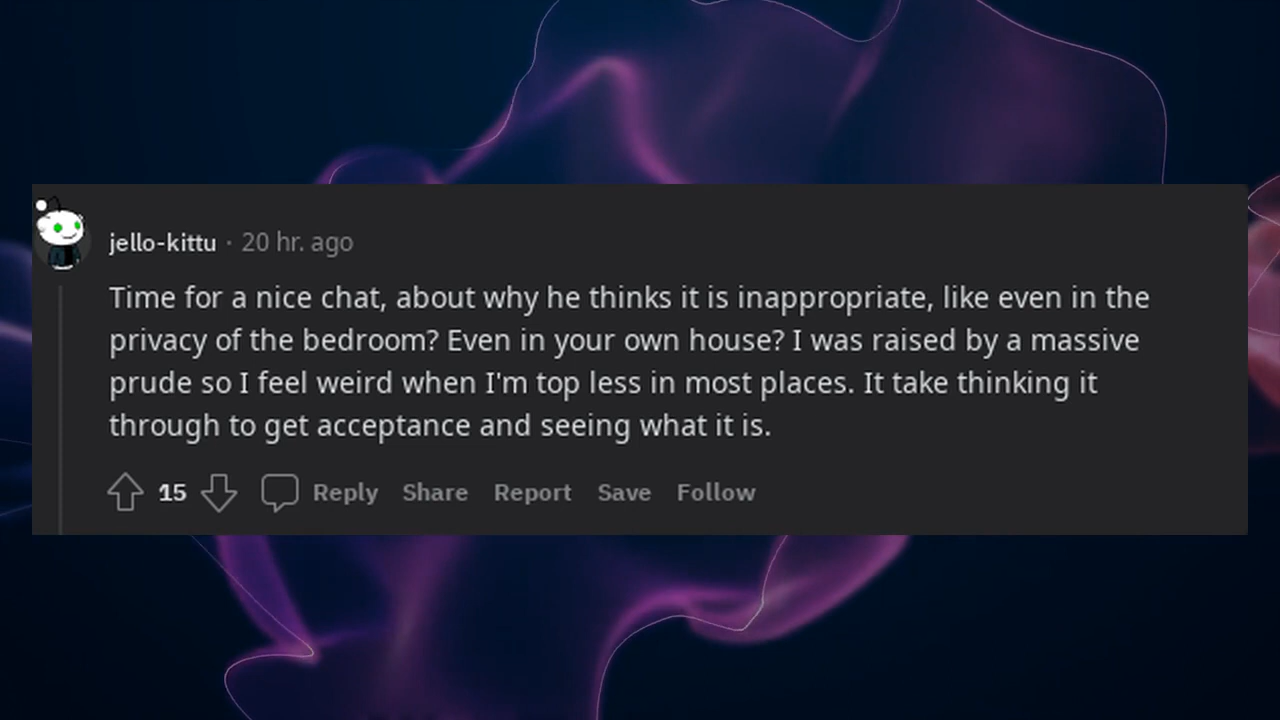 jello-kittu · 20 hr. ago
Time for a nice chat, about why he thinks it is inappropriate, like even in the
privacy of the bedroom? Even in your own house? I was raised by a massive
prude so I feel weird when I'm top less in most places. It take thinking it
through to get acceptance and seeing what it is.
15 Reply Share Report Save Follow